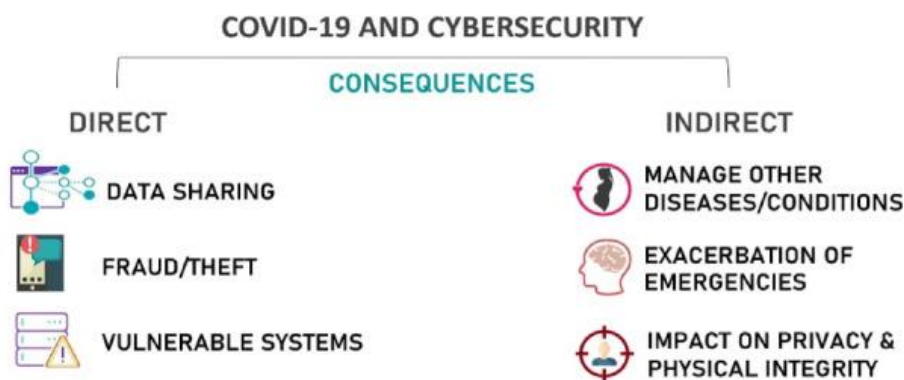 COVID-19 AND CYBERSECURITY
CONSEQUENCES
DIRECT
DATA SHARING
FRAUD/THEFT
VULNERABLE SYSTEMS
INDIRECT
MANAGE OTHER
DISEASES/CONDITIONS
EXACERBATION OF
EMERGENCIES
IMPACT ON PRIVACY &
PHYSICAL INTEGRITY